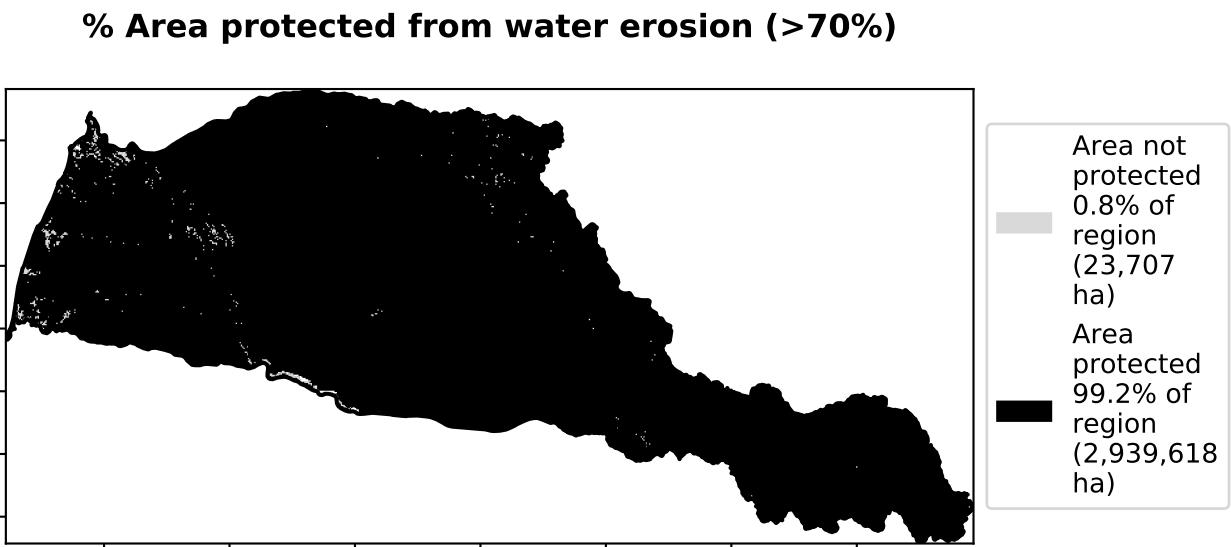 % Area protected from water erosion (>70%)
Area not
protected
0.8% of
region
(23,707
ha)
Area
protected
99.2% of
region
(2,939,618
ha)